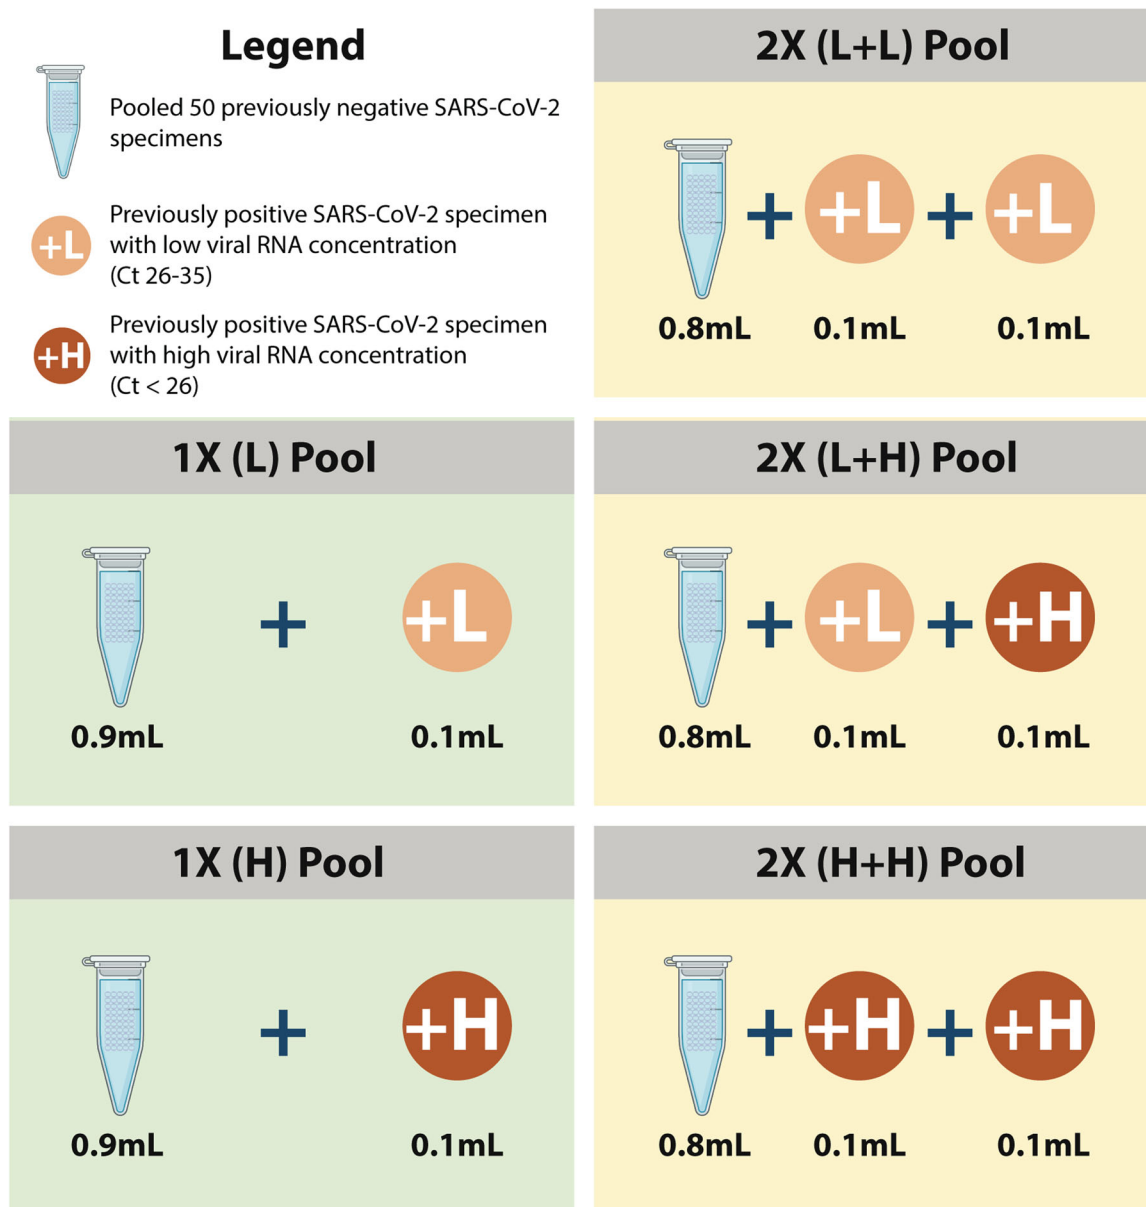 Legend
Pooled 50 previously negative SARS-CoV-2
specimens
+L
Previously positive SARS-CoV-2 specimen
with low viral RNA concentration
(Ct 26-35)
+H
Previously positive SARS-CoV-2 specimen
with high viral RNA concentration
(Ct < 26)
2X (L+L) Pool
+ +L + +L
0.8mL 0.1mL 0.1mL
1X (L) Pool
+ +L
0.9mL 0.1mL
2X (L+H) Pool
+ +L + +H
0.8mL 0.1mL 0.1mL
1X (H) Pool
+ +H
0.9mL 0.1mL
2X (H+H) Pool
+ +H + +H
0.8mL 0.1mL 0.1mL